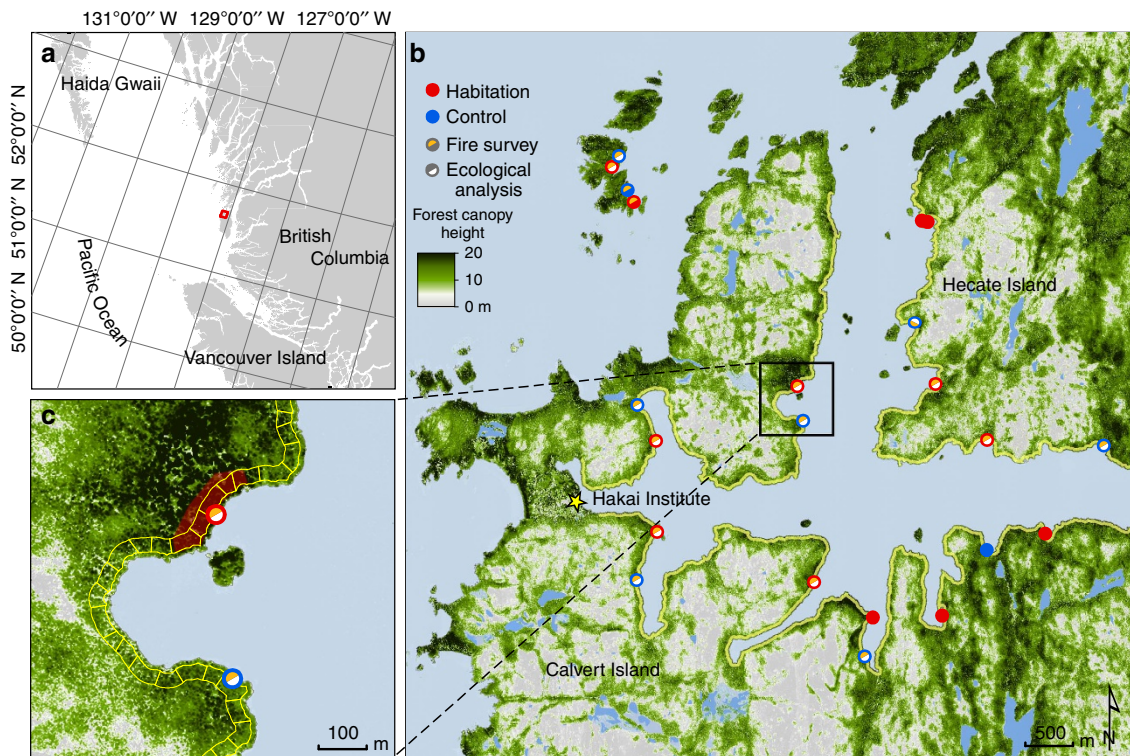 131°0′0′′ W 129°0′0′′ W 127°0′0′′ W
a
Haida Gwaii
52°0′0′′ N
51°0′0′′ N
50°0′0′′ N
British
Columbia
Pacific Ocean
Vancouver Island
b
Habitation
Control
Fire survey
Ecological
analysis
Forest canopy
height
20
10
0 m
Hecate Island
Hakai Institute
Calvert Island
500 m
c
100 m